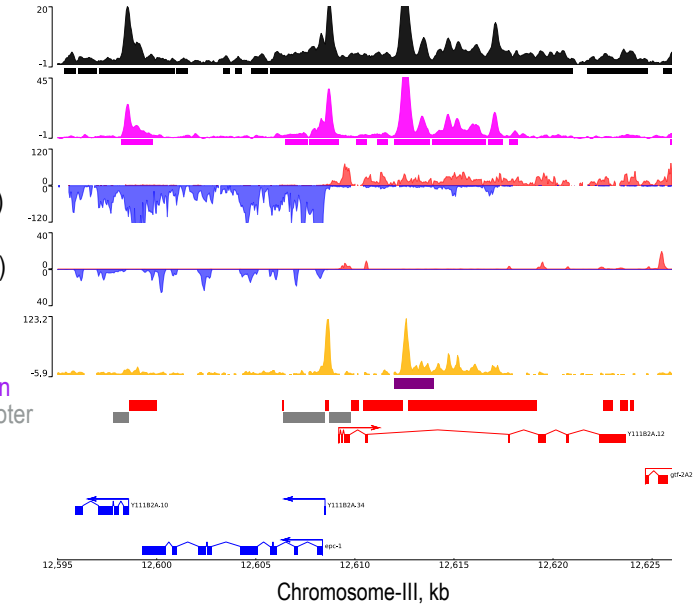 20
-1
45
-1
120
0
0
-120
)
40
0
0
40
)
123.2
-5.9
n
oter
Y111B2A.12
gtf-2A2
Y111B2A.10
Y111B2A.34
epc-1
12,595 12,600 12,605 12,610 12,615 12,620 12,625
Chromosome-III, kb